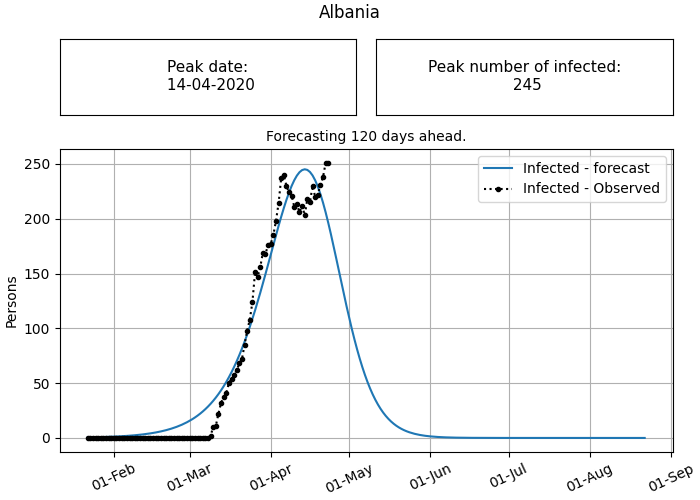 Albania
Peak date:
14-04-2020
Peak number of infected:
245
Forecasting 120 days ahead.
Infected - forecast
Infected - Observed
Persons
250
200
150
100
50
0
01-Feb
01-Mar
01-Apr
01-May
01-Jun
01-Jul
01-Aug
01-Sep